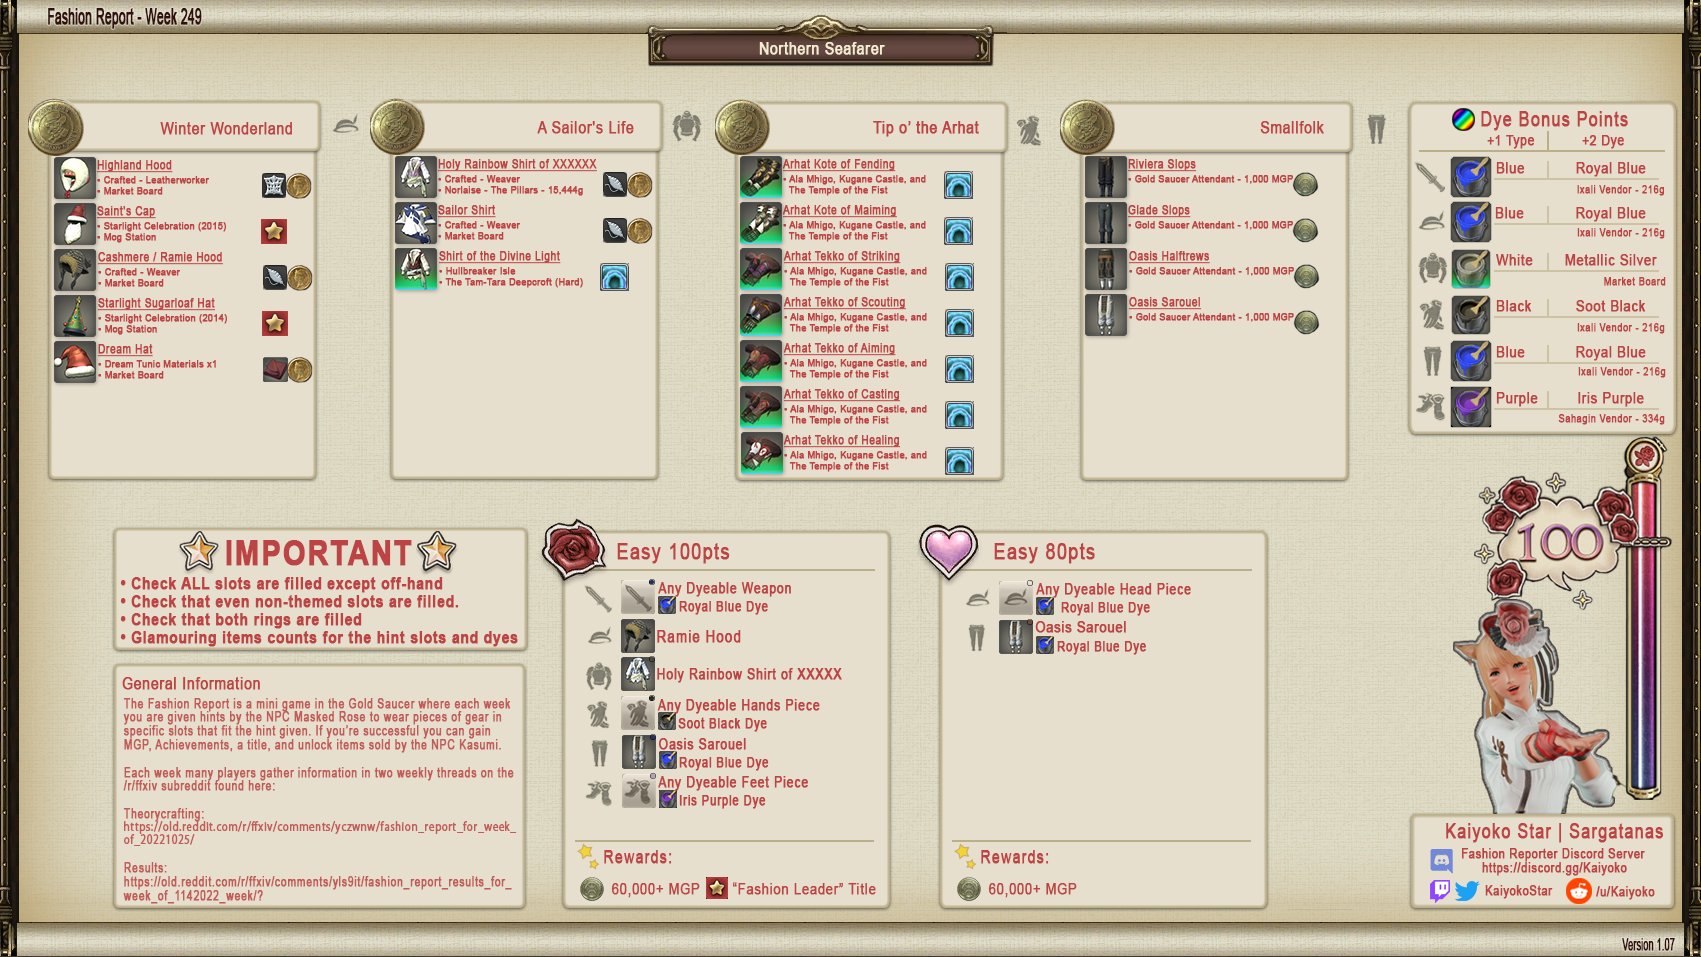 Fashion Report - Week 249
Northern Seafarer
Winter Wonderland
Highland Hood
• Crafted - Leatherworker
• Market Board
Saint's Cap
• Starlight Celebration (2015)
• Mog Station
Cashmere / Ramie Hood
• Crafted - Weaver
• Market Board
Starlight Sugarloaf Hat
• Starlight Celebration (2014)
• Mog Station
Dream Hat
• Dream Tunic Materials x1
• Market Board
A Sailor's Life
Holy Rainbow Shirt of XXXXXX
• Crafted - Weaver
• Norlaise - The Pillars - 15,444g
Sailor Shirt
• Crafted - Weaver
• Market Board
Shirt of the Divine Light
• Hullbreaker Isle
• The Tam-Tara Deepcroft (Hard)
Tip o' the Arhat
Arhat Kote of Fending
• Ala Mhigo, Kugane Castle, and
The Temple of the Fist
Arhat Kote of Maiming
• Ala Mhigo, Kugane Castle, and
The Temple of the Fist
Arhat Tekko of Striking
• Ala Mhigo, Kugane Castle, and
The Temple of the Fist
Arhat Tekko of Scouting
• Ala Mhigo, Kugane Castle, and
The Temple of the Fist
Arhat Tekko of Aiming
• Ala Mhigo, Kugane Castle, and
The Temple of the Fist
Arhat Tekko of Casting
• Ala Mhigo, Kugane Castle, and
The Temple of the Fist
Arhat Tekko of Healing
• Ala Mhigo, Kugane Castle, and
The Temple of the Fist
Smallfolk
Riviera Slops
• Gold Saucer Attendant - 1,000 MGP
Glade Slops
• Gold Saucer Attendant - 1,000 MGP
Oasis Halftrews
• Gold Saucer Attendant - 1,000 MGP
Oasis Sarouel
• Gold Saucer Attendant - 1,000 MGP
Dye Bonus Points
+1 Type | +2 Dye
Blue | Royal Blue
Ixali Vendor - 216g
Blue | Royal Blue
Ixali Vendor - 216g
White | Metallic Silver
Market Board
Black | Soot Black
Ixali Vendor - 216g
Blue | Royal Blue
Ixali Vendor - 216g
Purple | Iris Purple
Sahagin Vendor - 334g
IMPORTANT
• Check ALL slots are filled except off-hand
• Check that even non-themed slots are filled.
• Check that both rings are filled
• Glamouring items counts for the hint slots and dyes
General Information
The Fashion Report is a mini game in the Gold Saucer where each week
you are given hints by the NPC Masked Rose to wear pieces of gear in
specific slots that fit the hint given. If you're successful you can gain
MGP, Achievements, a title, and unlock items sold by the NPC Kasumi.
Each week many players gather information in two weekly threads on the
/r/ffxiv subreddit found here:
Theorycrafting:
https://old.reddit.com/r/ffxiv/comments/yczwnw/fashion_report_for_week_
of_20221025/
Results:
https://old.reddit.com/r/ffxiv/comments/yls9it/fashion_report_results_for_
week_of_1142022_week/?
Easy 100pts
Any Dyeable Weapon
Royal Blue Dye
Ramie Hood
Holy Rainbow Shirt of XXXXX
Any Dyeable Hands Piece
Soot Black Dye
Oasis Sarouel
Royal Blue Dye
Any Dyeable Feet Piece
Iris Purple Dye
Rewards:
60,000+ MGP "Fashion Leader" Title
Easy 80pts
Any Dyeable Head Piece
Royal Blue Dye
Oasis Sarouel
Royal Blue Dye
Rewards:
60,000+ MGP
100
Kaiyoko Star | Sargatanas
Fashion Reporter Discord Server
https://discord.gg/Kaiyoko
KaiyokoStar /u/Kaiyoko
Version 1.07